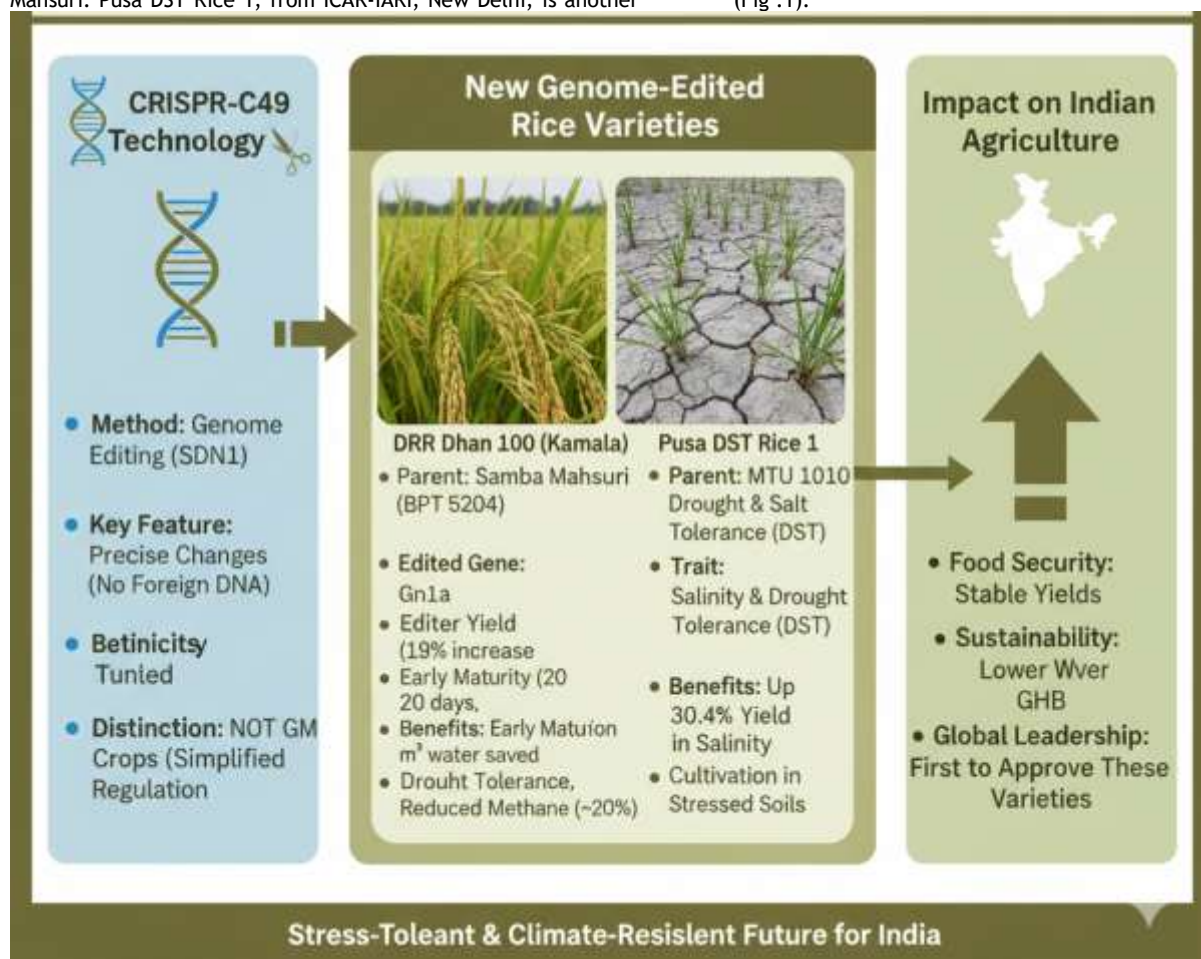 Mahsuri. Pusa DST Rice 1, from ICAR-IARI, New Delhi, is another
(Fig .1).
CRISPR-C49
Technology
Method: Genome
Editing (SDN1)
Key Feature:
Precise Changes
(No Foreign DNA)
Betinicitsy
Tunled
Distinction: NOT GM
Crops (Simplified
Regulation
New Genome-Edited
Rice Varieties
DRR Dhan 100 (Kamala)
Parent: Samba Mahsuri
(BPT 5204)
Edited Gene:
Gn1a
Editer Yield
(19% increase
Early Maturity (20
20 days,
Benefits: Early Matuion
m³ water saved
Drouht Tolerance,
Reduced Methane (~20%)
Pusa DST Rice 1
Parent: MTU 1010
Drought & Salt
Tolerance (DST)
Trait:
Salinity & Drought
Tolerance (DST)
Benefits: Up
30.4% Yield
in Salinity
Cultivation in
Stressed Soils
Impact on Indian
Agriculture
Food Security:
Stable Yields
Sustainability:
Lower Wver
GHB
Global Leadership:
First to Approve These
Varieties
Stress-Toleant & Climate-Resislent Future for India